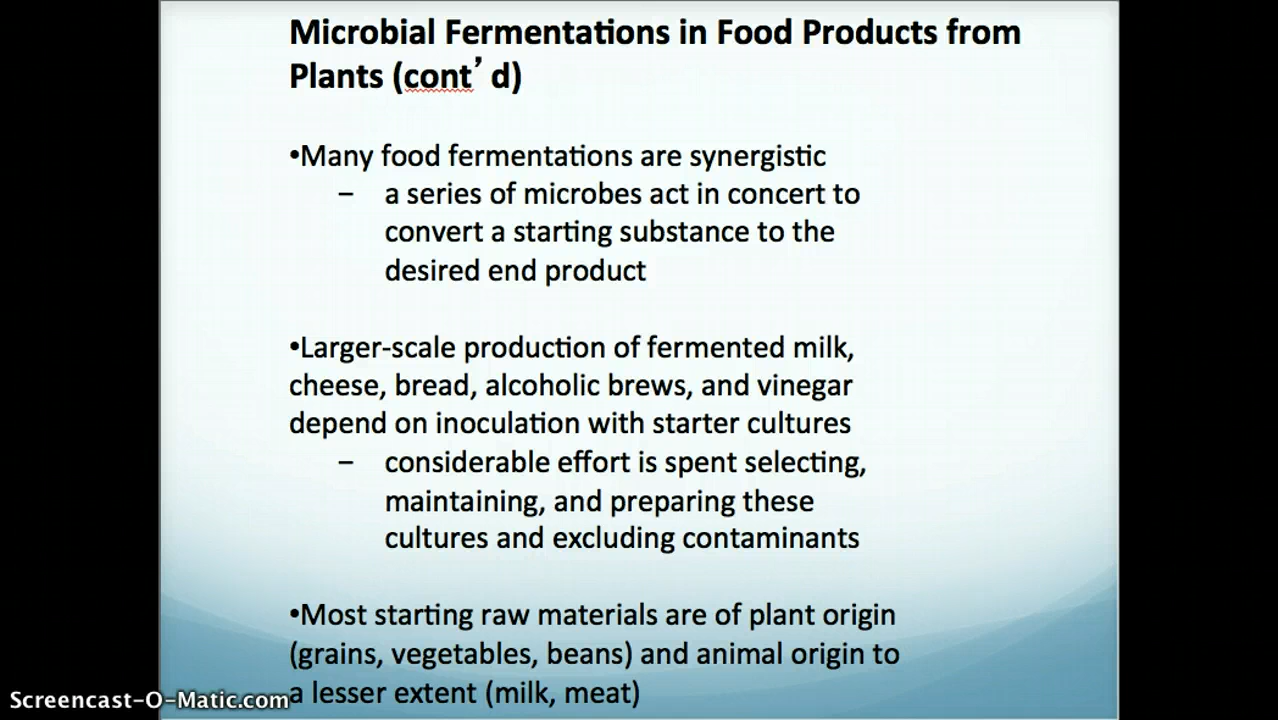 Microbial Fermentations in Food Products from
Plants (cont’d)
•Many food fermentations are synergistic
– a series of microbes act in concert to
convert a starting substance to the
desired end product
•Larger-scale production of fermented milk,
cheese, bread, alcoholic brews, and vinegar
depend on inoculation with starter cultures
– considerable effort is spent selecting,
maintaining, and preparing these
cultures and excluding contaminants
•Most starting raw materials are of plant origin
(grains, vegetables, beans) and animal origin to
a lesser extent (milk, meat)
Screencast-O-Matic.com